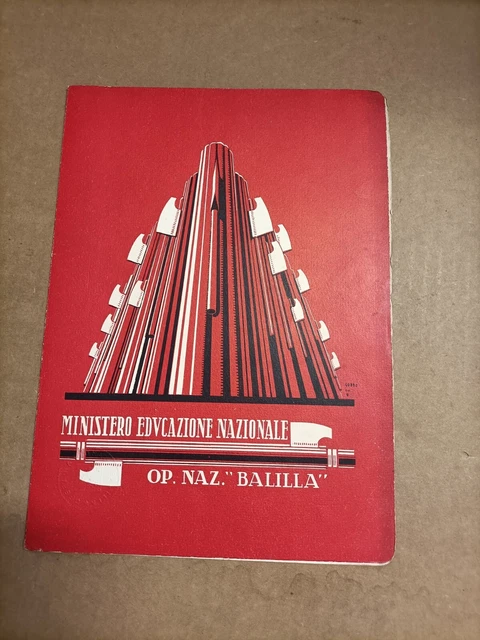 MINISTERO EDVCAZIONE NAZIONALE
OP. NAZ. "BALILLA"